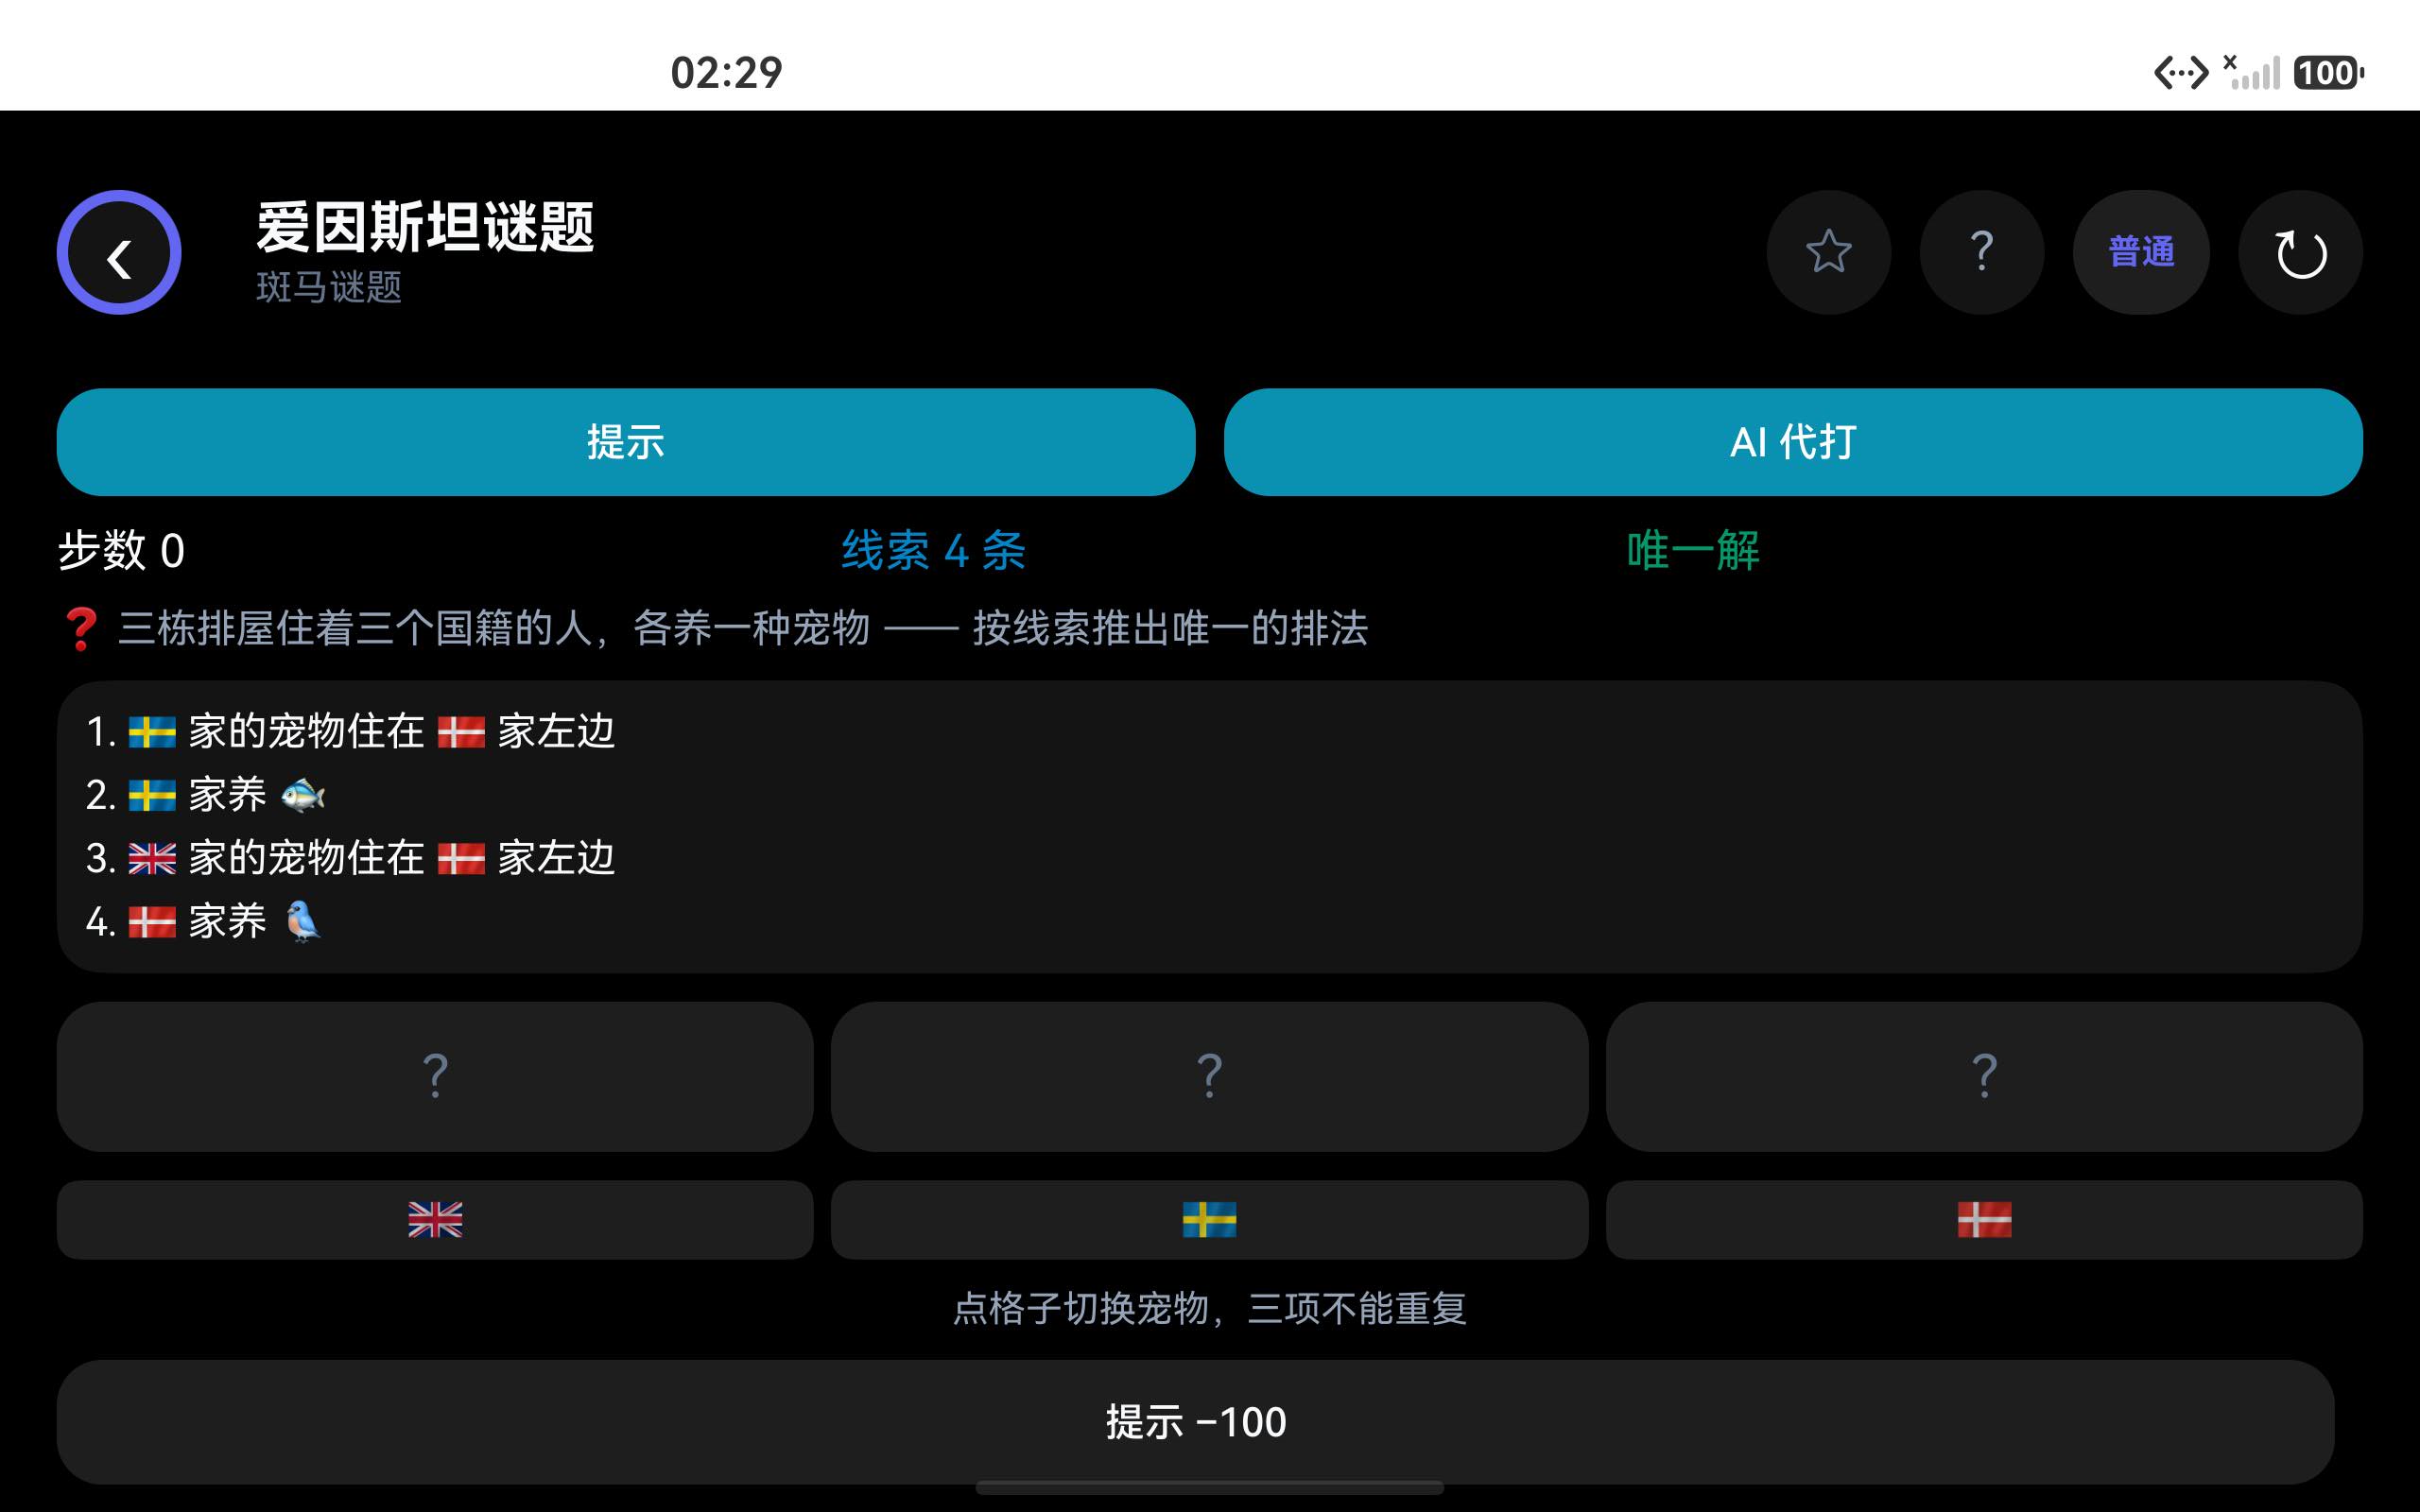 02:29
100
爱因斯坦谜题
斑马谜题
?
普通
提示
AI 代打
步数 0
线索 4 条
唯一解
❓ 三栋排屋住着三个国籍的人，各养一种宠物 —— 按线索推出唯一的排法
1. 🇸🇪 家的宠物住在 🇩🇰 家左边
2. 🇸🇪 家养 🐟
3. 🇬🇧 家的宠物住在 🇩🇰 家左边
4. 🇩🇰 家养 🐦
?
?
?
点格子切换宠物，三项不能重复
提示 −100